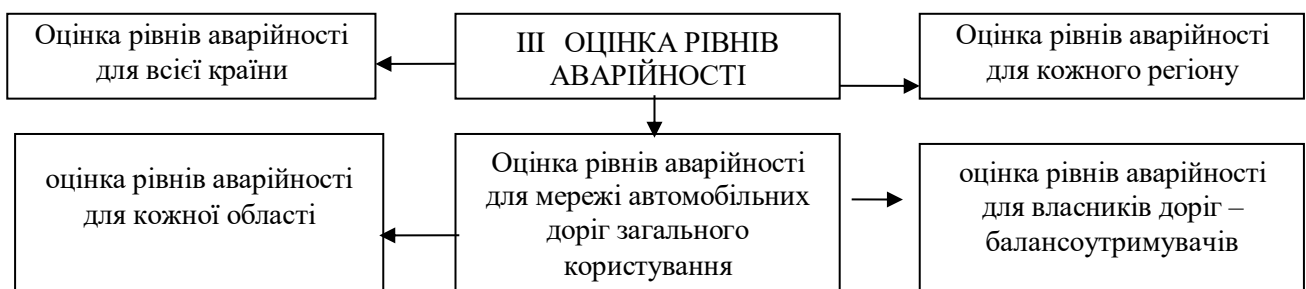 Оцінка рівнів аварійності
для всієї країни
ІІІ ОЦІНКА РІВНІВ
АВАРІЙНОСТІ
Оцінка рівнів аварійності
для кожного регіону
оцінка рівнів аварійності
для кожної області
Оцінка рівнів аварійності
для мережі автомобільних
доріг загального
користування
оцінка рівнів аварійності
для власників доріг –
балансоутримувачів